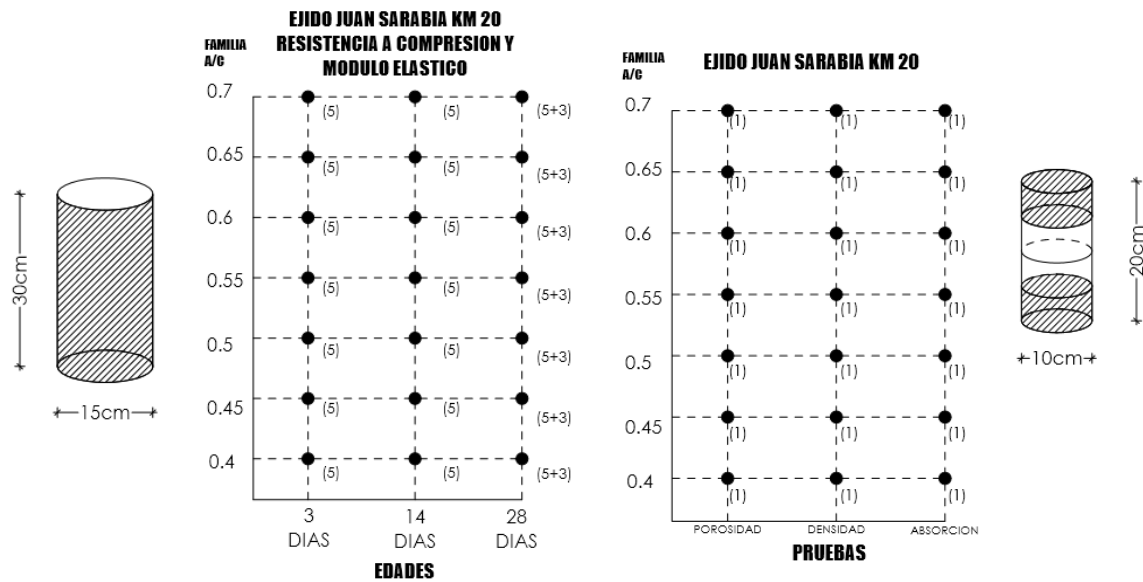 EJIDO JUAN SARABIA KM 20
RESISTENCIA A COMPRESION Y
MODULO ELASTICO
FAMILIA
A/C
0.7
(5) (5) (5+3)
0.65
(5) (5) (5+3)
0.6
(5) (5) (5+3)
0.55
(5) (5) (5+3)
0.5
(5) (5) (5+3)
0.45
(5) (5) (5+3)
0.4
(5) (5) (5+3)
3 14 28
DIAS DIAS DIAS
EDADES
30cm
15cm
EJIDO JUAN SARABIA KM 20
FAMILIA
A/C
0.7
(1) (1) (1)
0.65
(1) (1) (1)
0.6
(1) (1) (1)
0.55
(1) (1) (1)
0.5
(1) (1) (1)
0.45
(1) (1) (1)
0.4
(1) (1) (1)
POROSIDAD DENSIDAD ABSORCION
PRUEBAS
20cm
10cm